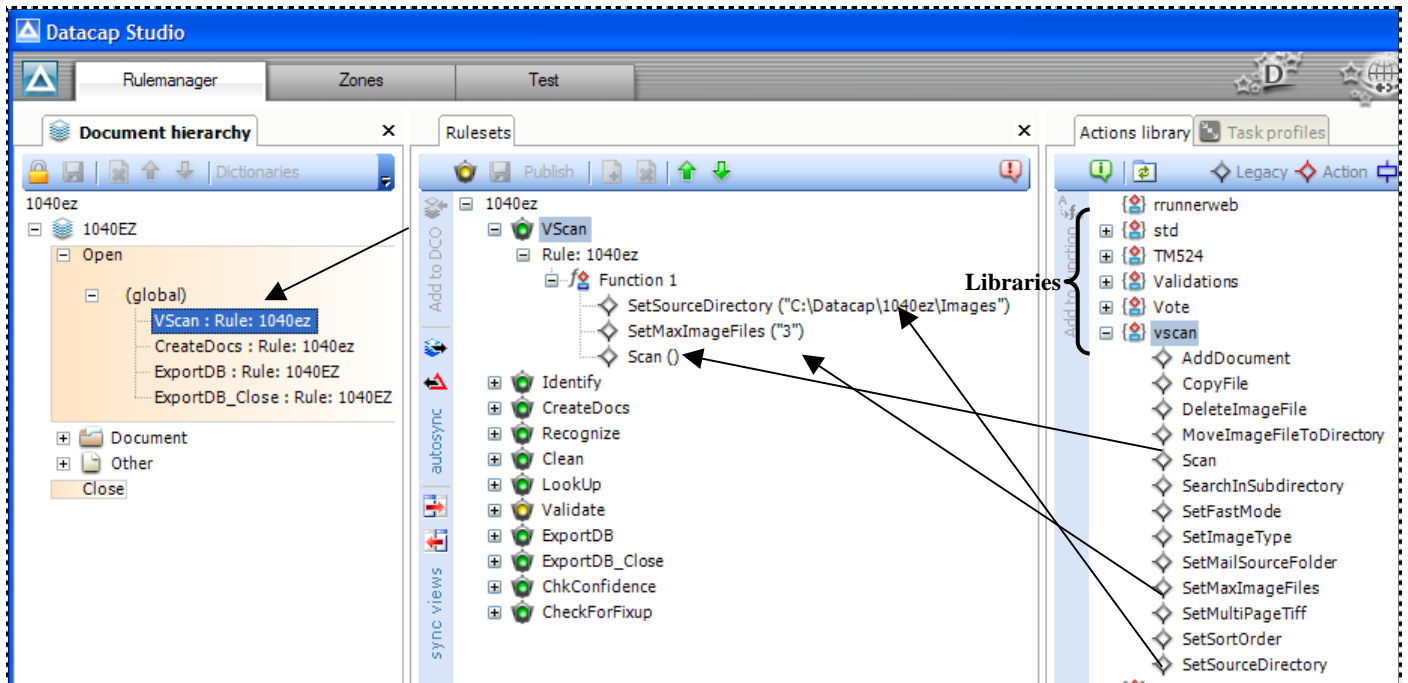 Datacap Studio
Rulemanager
Zones
Test
D
Document hierarchy
Dictionaries
1040ez
1040EZ
Open
(global)
VScan : Rule: 1040ez
CreateDocs : Rule: 1040ez
ExportDB : Rule: 1040EZ
ExportDB_Close : Rule: 1040EZ
Document
Other
Close
Rulesets
Publish
Add to DCO
autosync
sync views
1040ez
VScan
Rule: 1040ez
Function 1
SetSourceDirectory ("C:\Datacap\1040ez\Images")
SetMaxImageFiles ("3")
Scan ()
Identify
CreateDocs
Recognize
Clean
LookUp
Validate
ExportDB
ExportDB_Close
ChkConfidence
CheckForFixup
Actions library
Task profiles
Legacy
Action
Add to function
Libraries
rrunnerweb
std
TM524
Validations
Vote
vscan
AddDocument
CopyFile
DeleteImageFile
MoveImageFileToDirectory
Scan
SearchInSubdirectory
SetFastMode
SetImageType
SetMailSourceFolder
SetMaxImageFiles
SetMultiPageTiff
SetSortOrder
SetSourceDirectory